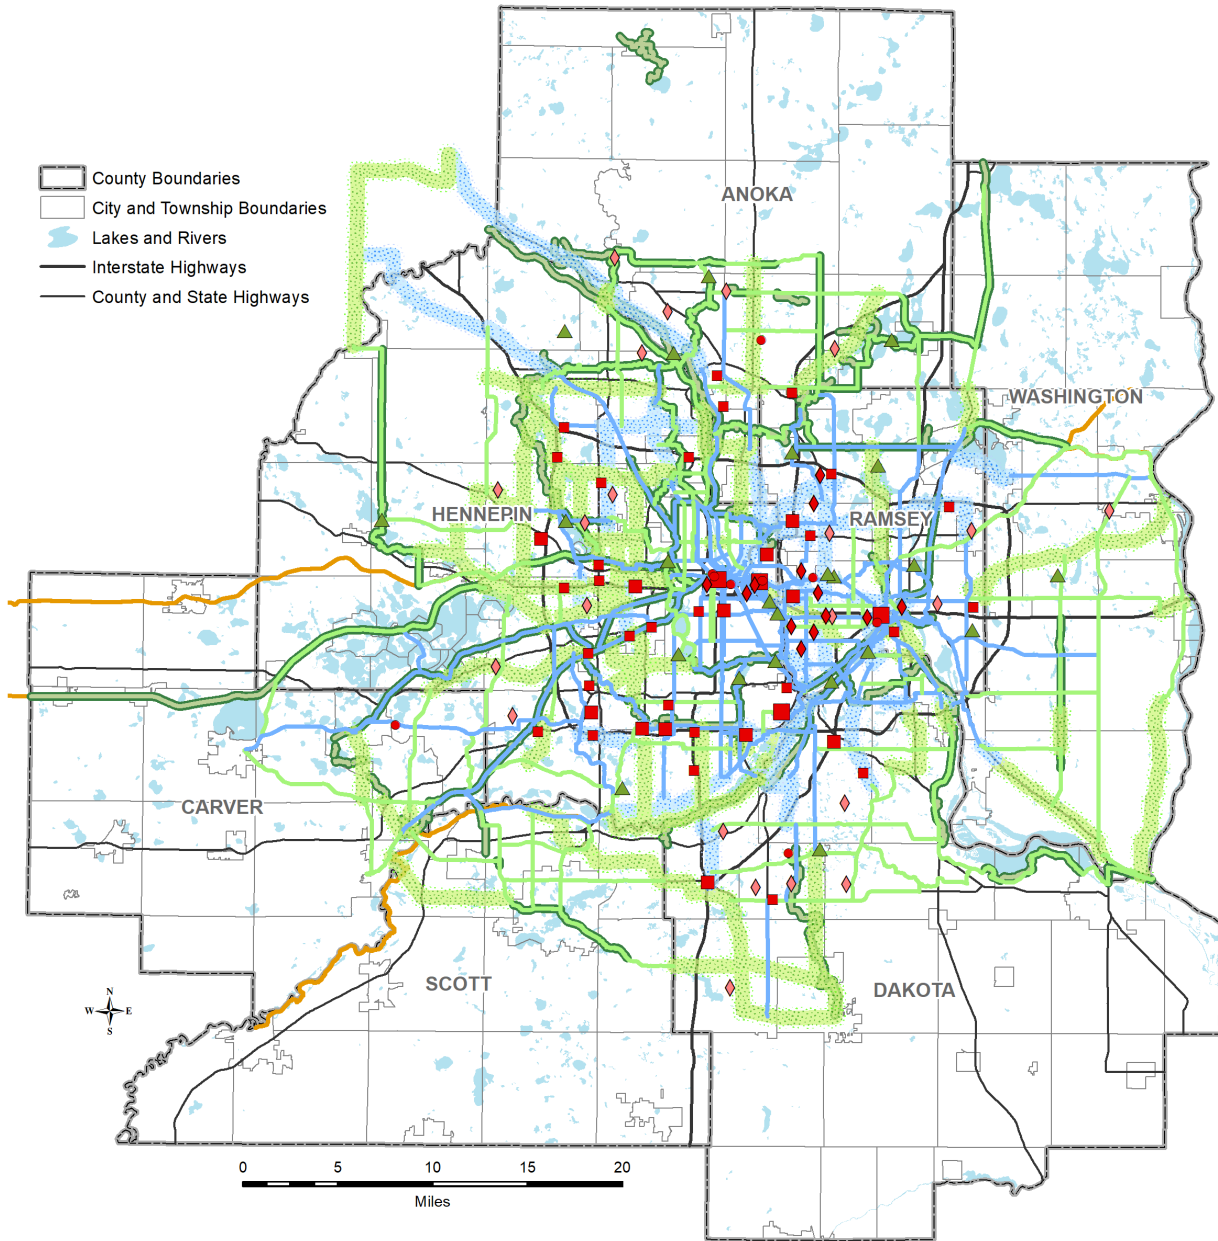 ANOKA
County Boundaries
City and Township Boundaries
Lakes and Rivers
Interstate Highways
County and State Highways
WASHINGTON
HENNEPIN
RAMSEY
CARVER
SCOTT
DAKOTA
N
W E
S
0 5 10 15 20
Miles